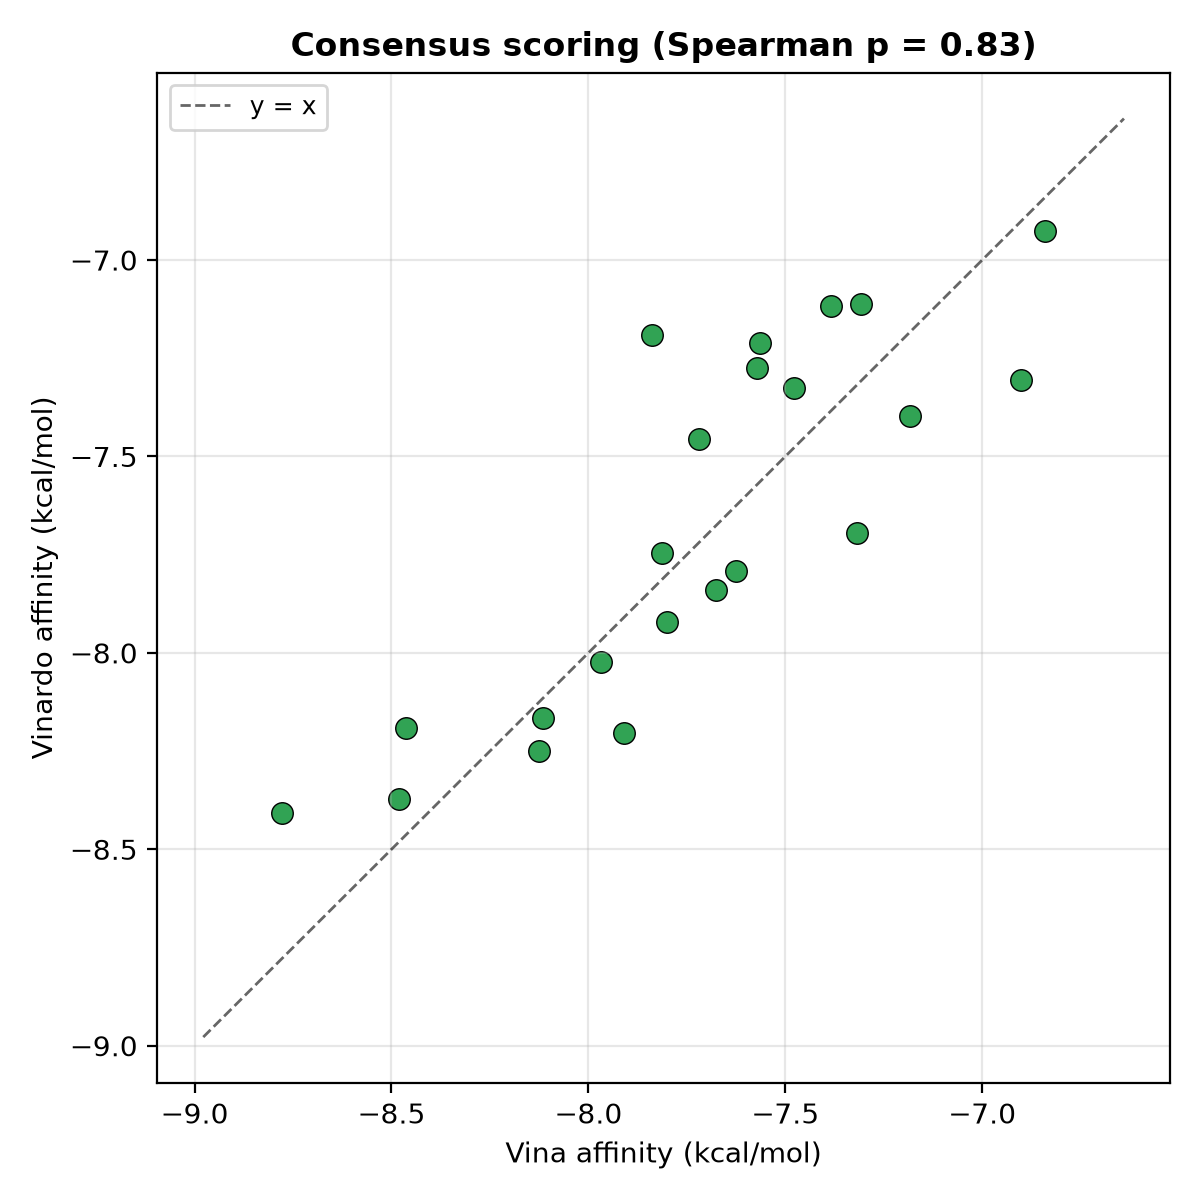 Consensus scoring (Spearman p = 0.83)
y = x
Vinardo affinity (kcal/mol)
−7.0
−7.5
−8.0
−8.5
−9.0
−9.0 −8.5 −8.0 −7.5 −7.0
Vina affinity (kcal/mol)